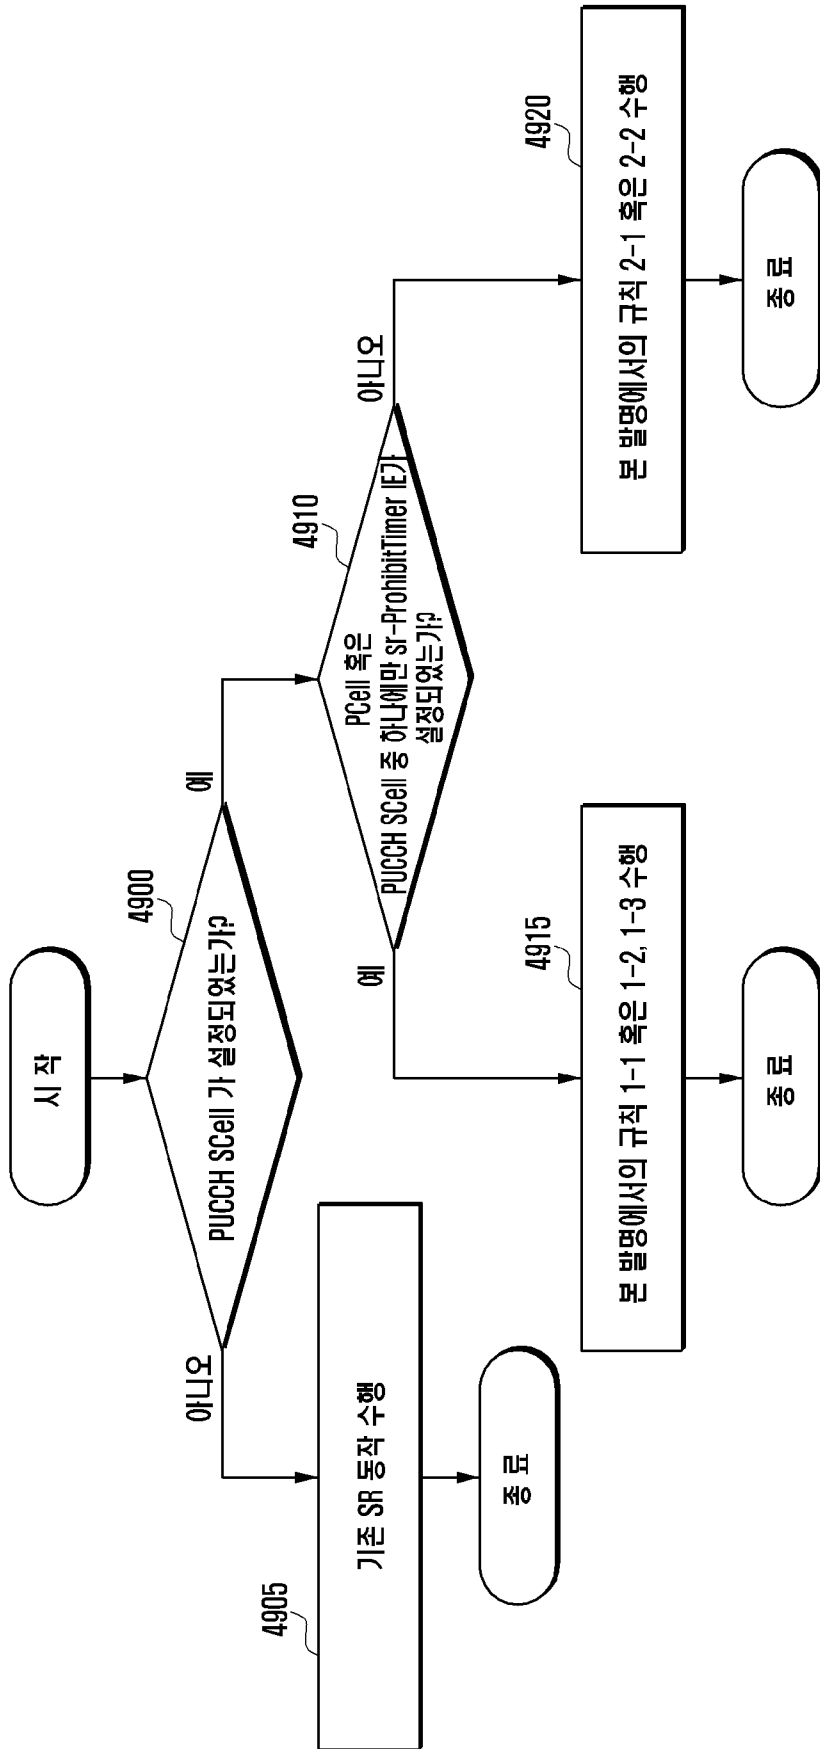 시작
4900
PUCCH SCell 가 설정되었는가?
아니오
예
4905
기존 SR 동작 수행
종료
4910
PCell 혹은
PUCCH SCell 중 하나에만 sr-ProhibitTimer IE가
설정되었는가?
예
아니오
4915
본 발명에서의 규칙 1-1 혹은 1-2, 1-3 수행
종료
4920
본 발명에서의 규칙 2-1 혹은 2-2 수행
종료